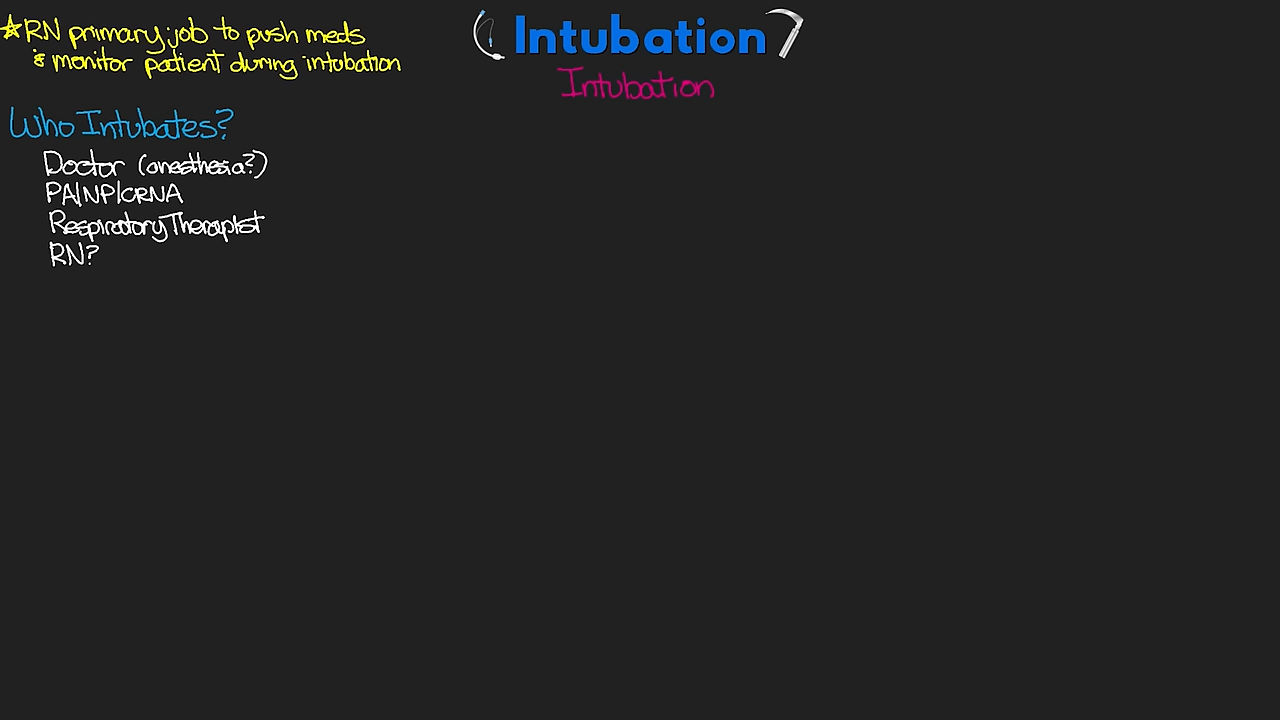 ☆RN primary job to push meds
& monitor patient during intubation
Intubation
Intubation
Who Intubates?
Doctor (anesthesia?)
PA/NP/CRNA
Respiratory Therapist
RN?